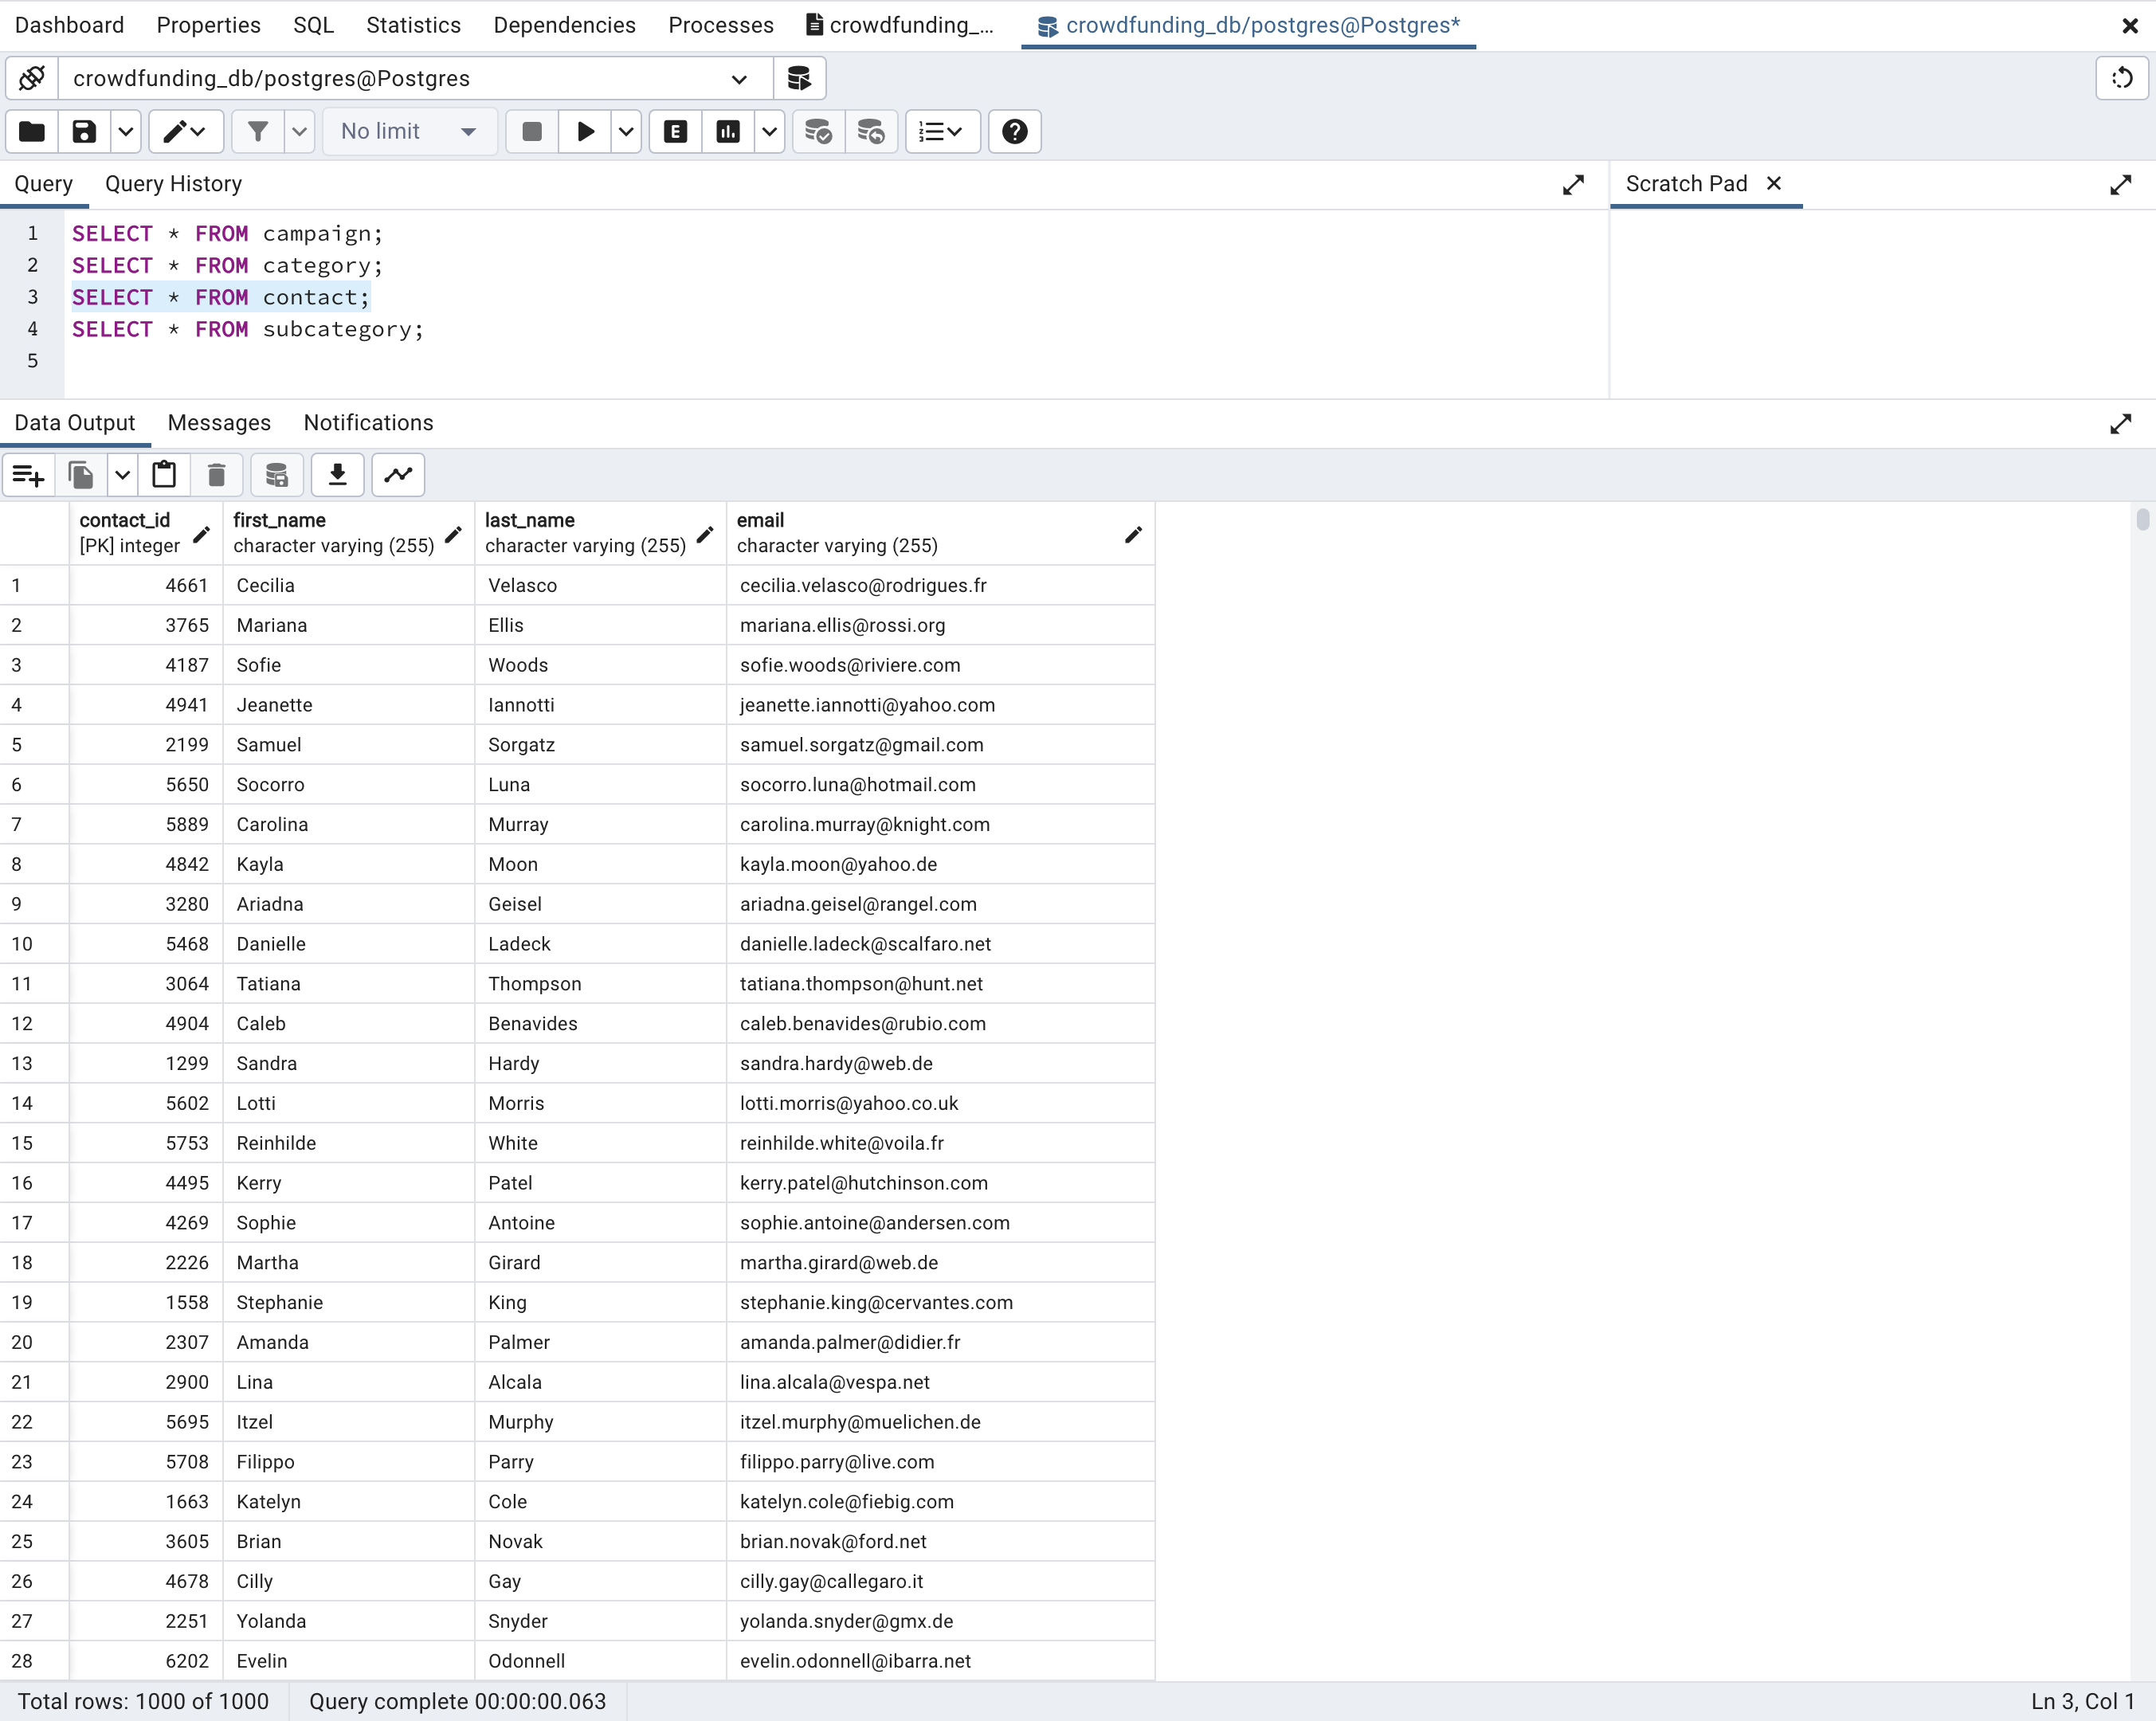 Dashboard Properties SQL Statistics Dependencies Processes crowdfunding_... crowdfunding_db/postgres@Postgres*
crowdfunding_db/postgres@Postgres
No limit E
Query Query History Scratch Pad
1 SELECT * FROM campaign;
2 SELECT * FROM category;
3 SELECT * FROM contact;
4 SELECT * FROM subcategory;
5
Data Output Messages Notifications
contact_id first_name last_name email
[PK] integer character varying (255) character varying (255) character varying (255)
1 4661 Cecilia Velasco cecilia.velasco@rodrigues.fr
2 3765 Mariana Ellis mariana.ellis@rossi.org
3 4187 Sofie Woods sofie.woods@riviere.com
4 4941 Jeanette Iannotti jeanette.iannotti@yahoo.com
5 2199 Samuel Sorgatz samuel.sorgatz@gmail.com
6 5650 Socorro Luna socorro.luna@hotmail.com
7 5889 Carolina Murray carolina.murray@knight.com
8 4842 Kayla Moon kayla.moon@yahoo.de
9 3280 Ariadna Geisel ariadna.geisel@rangel.com
10 5468 Danielle Ladeck danielle.ladeck@scalfaro.net
11 3064 Tatiana Thompson tatiana.thompson@hunt.net
12 4904 Caleb Benavides caleb.benavides@rubio.com
13 1299 Sandra Hardy sandra.hardy@web.de
14 5602 Lotti Morris lotti.morris@yahoo.co.uk
15 5753 Reinhilde White reinhilde.white@voila.fr
16 4495 Kerry Patel kerry.patel@hutchinson.com
17 4269 Sophie Antoine sophie.antoine@andersen.com
18 2226 Martha Girard martha.girard@web.de
19 1558 Stephanie King stephanie.king@cervantes.com
20 2307 Amanda Palmer amanda.palmer@didier.fr
21 2900 Lina Alcala lina.alcala@vespa.net
22 5695 Itzel Murphy itzel.murphy@muelichen.de
23 5708 Filippo Parry filippo.parry@live.com
24 1663 Katelyn Cole katelyn.cole@fiebig.com
25 3605 Brian Novak brian.novak@ford.net
26 4678 Cilly Gay cilly.gay@callegaro.it
27 2251 Yolanda Snyder yolanda.snyder@gmx.de
28 6202 Evelin Odonnell evelin.odonnell@ibarra.net
Total rows: 1000 of 1000 Query complete 00:00:00.063 Ln 3, Col 1